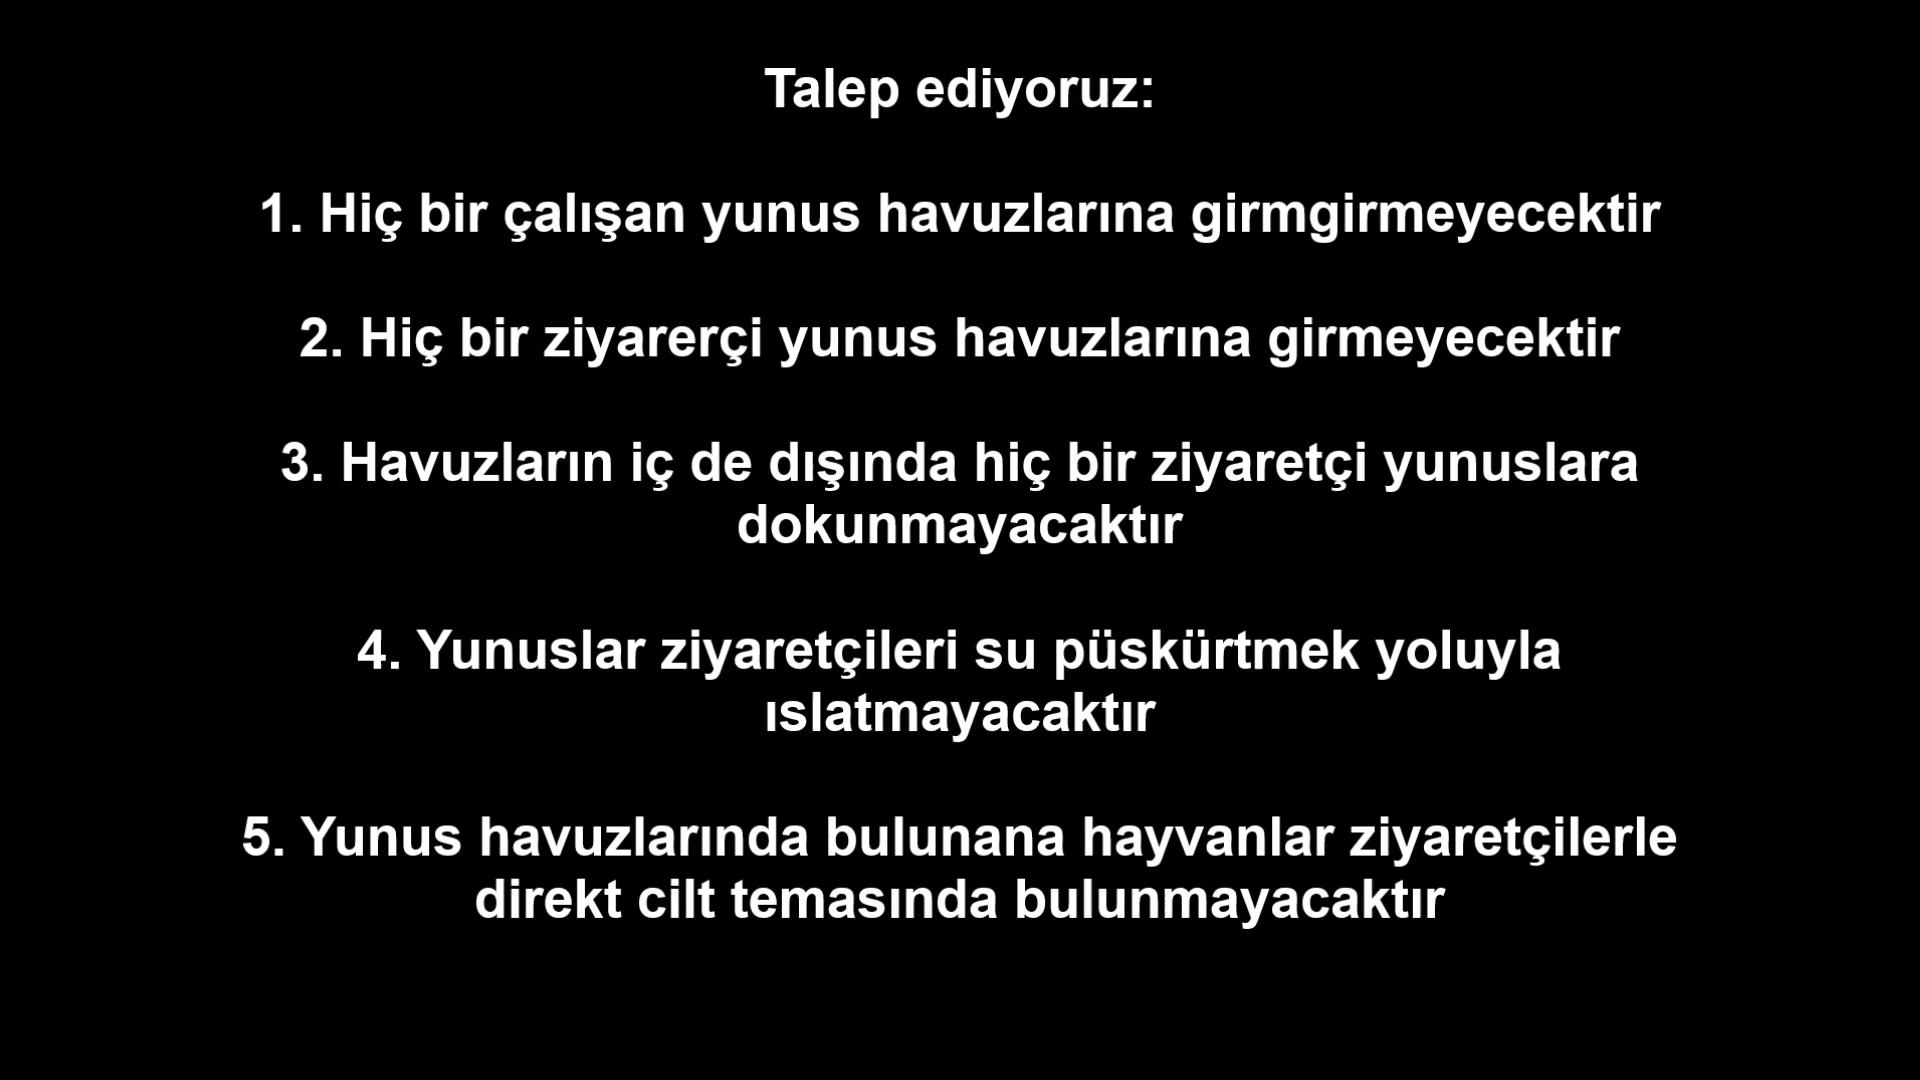 Talep ediyoruz:
1. Hiç bir çalışan yunus havuzlarına girmgirmeyecektir
2. Hiç bir ziyarerçi yunus havuzlarına girmeyecektir
3. Havuzların iç de dışında hiç bir ziyaretçi yunuslara
dokunmayacaktır
4. Yunuslar ziyaretçileri su püskürtmek yoluyla
ıslatmayacaktır
5. Yunus havuzlarında bulunana hayvanlar ziyaretçilerle
direkt cilt temasında bulunmayacaktır